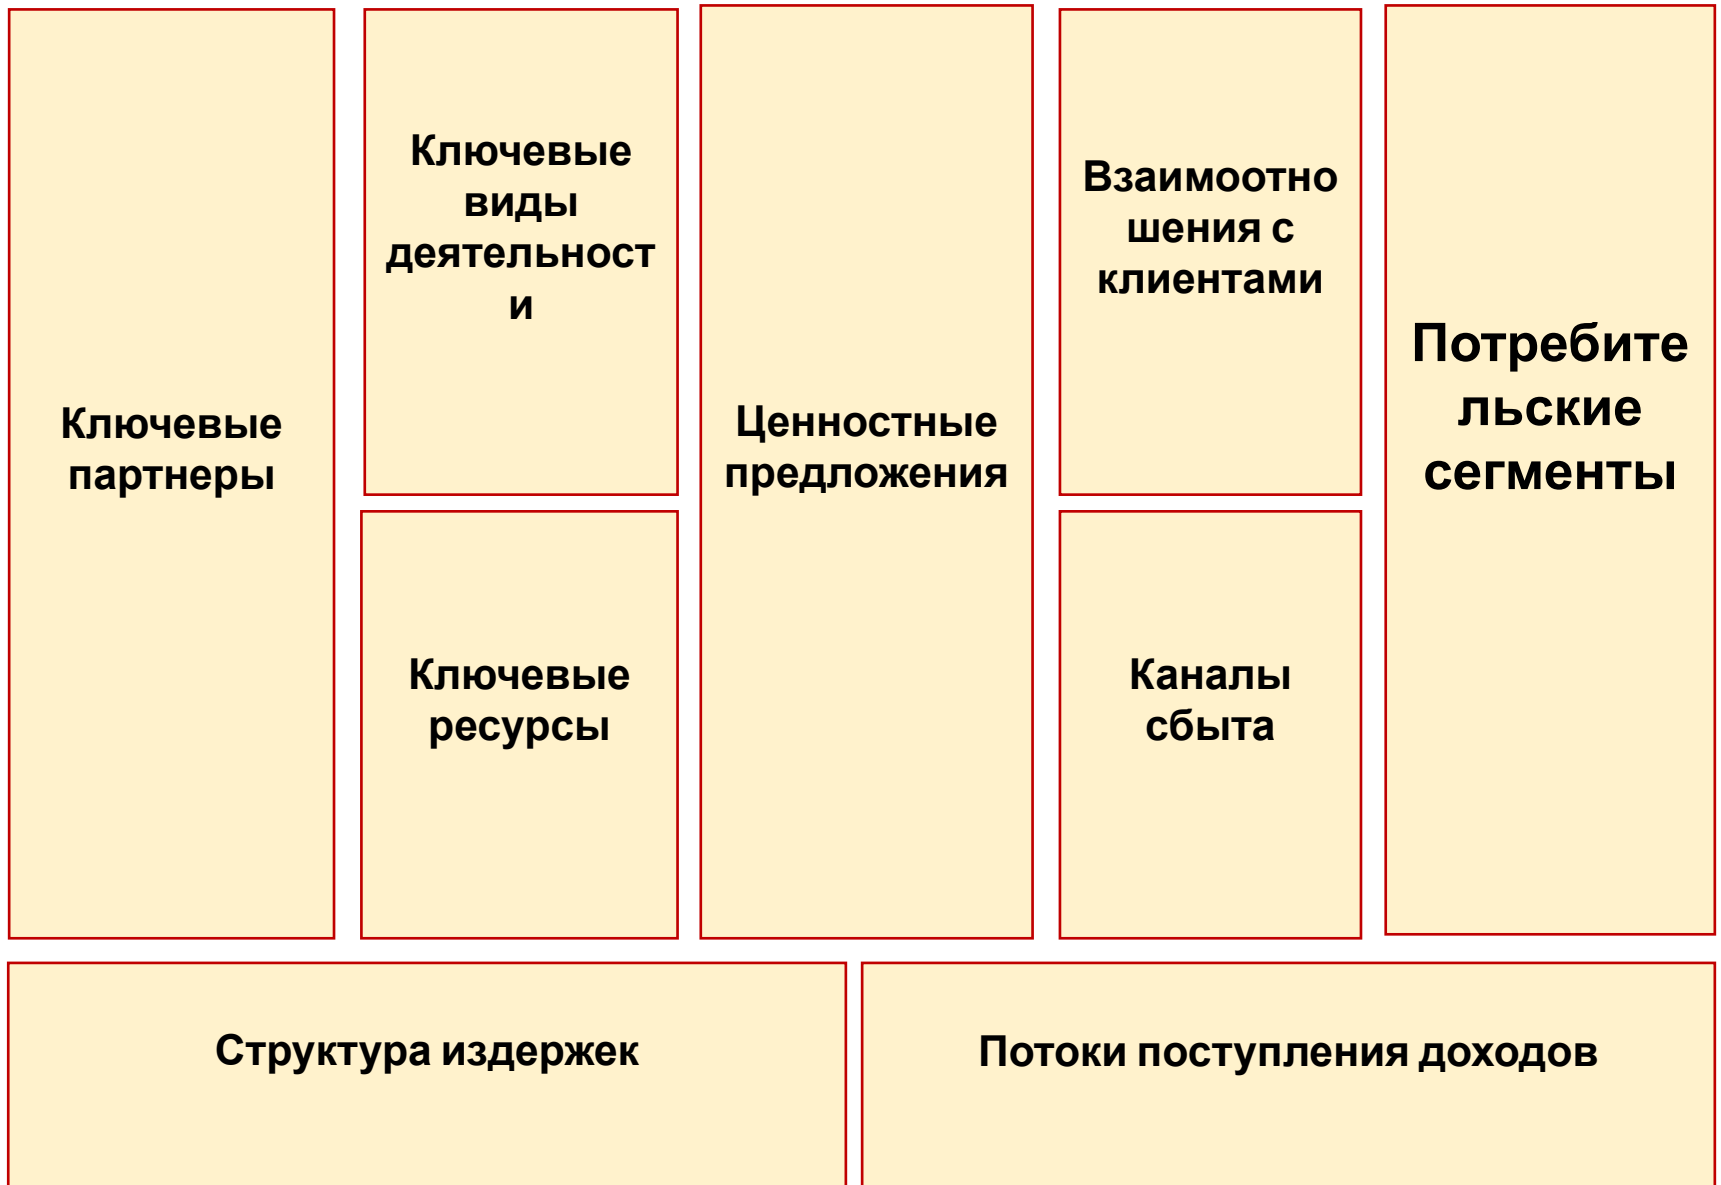 Ключевые
партнеры
Ключевые
виды
деятельност
и
Ключевые
ресурсы
Ценностные
предложения
Взаимоотно
шения с
клиентами
Каналы
сбыта
Потребите
льские
сегменты
Структура издержек
Потоки поступления доходов